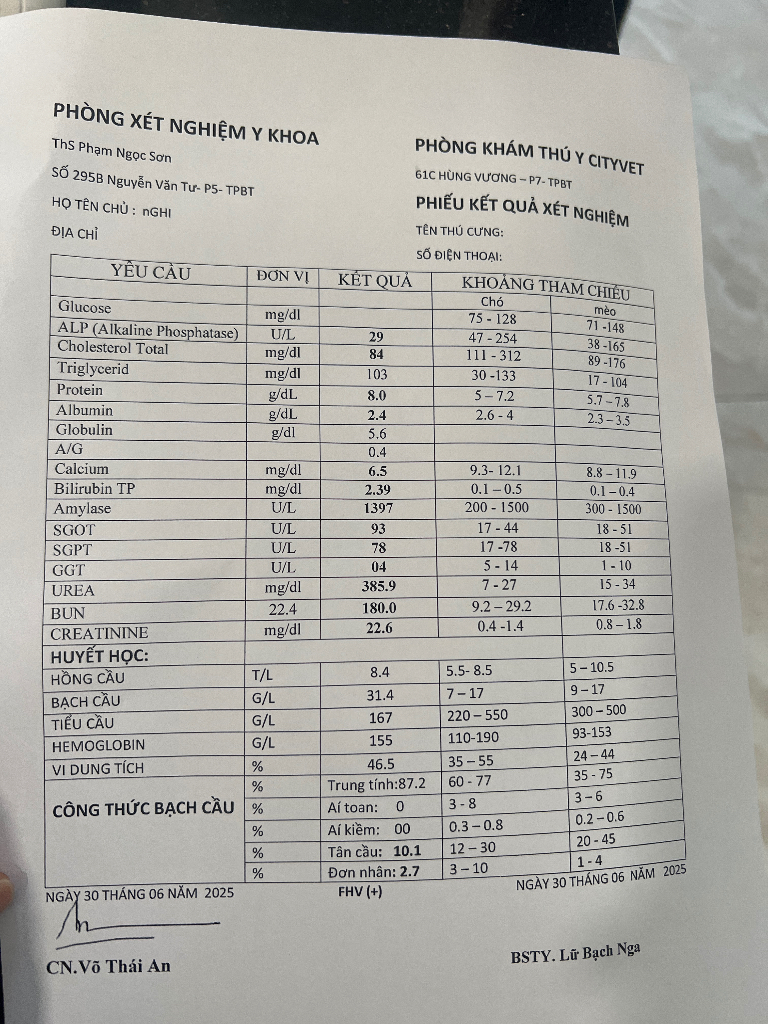 PHÒNG XÉT NGHIỆM Y KHOA
ThS Phạm Ngọc Sơn
SỐ 295B Nguyễn Văn Tư- P5- TPBT
HỌ TÊN CHỦ : nGHI
ĐỊA CHỈ
PHÒNG KHÁM THÚ Y CITYVET
61C HÙNG VƯƠNG – P7- TPBT
PHIẾU KẾT QUẢ XÉT NGHIỆM
TÊN THÚ CƯNG:
SỐ ĐIỆN THOẠI:
YÊU CẦU ĐƠN VỊ KẾT QUẢ KHOẢNG THAM CHIẾU
Chó mèo
Glucose mg/dl 75 - 128 71 -148
ALP (Alkaline Phosphatase) U/L 29 47 - 254 38 -165
Cholesterol Total mg/dl 84 111 - 312 89 -176
Triglycerid mg/dl 103 30 -133 17 - 104
Protein g/dL 8.0 5 – 7.2 5.7 – 7.8
Albumin g/dL 2.4 2.6 - 4 2.3 – 3.5
Globulin g/dl 5.6
A/G 0.4
Calcium mg/dl 6.5 9.3- 12.1 8.8 – 11.9
Bilirubin TP mg/dl 2.39 0.1 – 0.5 0.1 – 0.4
Amylase U/L 1397 200 - 1500 300 - 1500
SGOT U/L 93 17 - 44 18 - 51
SGPT U/L 78 17 -78 18 -51
GGT U/L 04 5 - 14 1 - 10
UREA mg/dl 385.9 7 - 27 15 - 34
BUN 22.4 180.0 9.2 – 29.2 17.6 -32.8
CREATININE mg/dl 22.6 0.4 -1.4 0.8 – 1.8
HUYẾT HỌC:
HỒNG CẦU T/L 8.4 5.5- 8.5 5 – 10.5
BẠCH CẦU G/L 31.4 7 – 17 9 – 17
TIỂU CẦU G/L 167 220 – 550 300 – 500
HEMOGLOBIN G/L 155 110-190 93-153
VI DUNG TÍCH % 46.5 35 – 55 24 – 44
CÔNG THỨC BẠCH CẦU % Trung tính:87.2 60 - 77 35 - 75
% Aí toan: 0 3 - 8 3 – 6
% Aí kiềm: 00 0.3 – 0.8 0.2 – 0.6
% Tân cầu: 10.1 12 – 30 20 - 45
% Đơn nhân: 2.7 3 – 10 1 - 4
NGÀY 30 THÁNG 06 NĂM 2025 FHV (+) NGÀY 30 THÁNG 06 NĂM 2025
CN.Võ Thái An BSTY. Lữ Bạch Nga